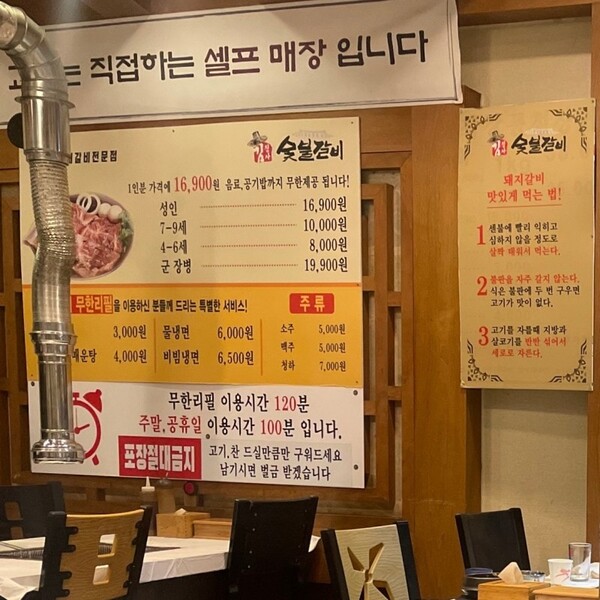 는 직접하는 셀프 매장 입니다
갈비전문점
숯불갈비
1인분 가격에 16,900원 음료,공기밥까지 무한제공 됩니다!
성인 16,900원
7-9세 10,000원
4-6세 8,000원
군 장병 19,900원
무한리필을 이용하신 분들께 드리는 특별한 서비스!
3,000원 물냉면 6,000원
매운탕 4,000원 비빔냉면 6,500원
주류
소주 5,000원
맥주 5,000원
청하 7,000원
무한리필 이용시간 120분
주말,공휴일 이용시간 100분 입니다.
포장절대금지
고기,찬 드실만큼만 구워드세요
남기시면 벌금 받겠습니다
숯불갈비
돼지갈비
맛있게 먹는 법!
1 센불에 빨리 익히고
심하지 않을 정도로
살짝 태워서 먹는다.
2 불판을 자주 갈지 않는다.
식은 불판에 두 번 구우면
고기가 맛이 없다.
3 고기를 자를때 지방과
살코기를 반반 섞어서
세로로 자른다.